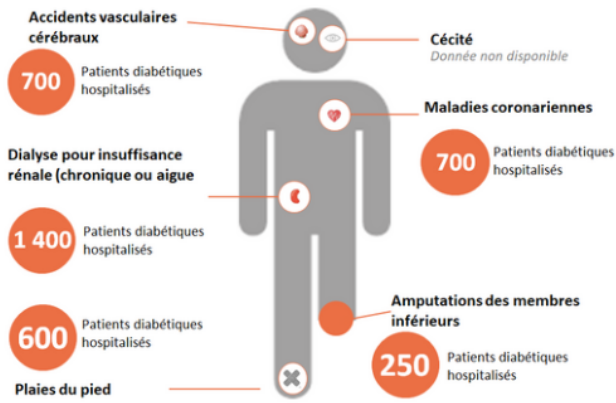 Accidents vasculaires
cérébraux
700
Patients diabétiques
hospitalisés
Cécité
Donnée non disponible
Maladies coronariennes
700
Patients diabétiques
hospitalisés
Dialyse pour insuffisance
rénale (chronique ou aigue
1 400
Patients diabétiques
hospitalisés
600
Patients diabétiques
hospitalisés
Plaies du pied
Amputations des membres
inférieurs
250
Patients diabétiques
hospitalisés